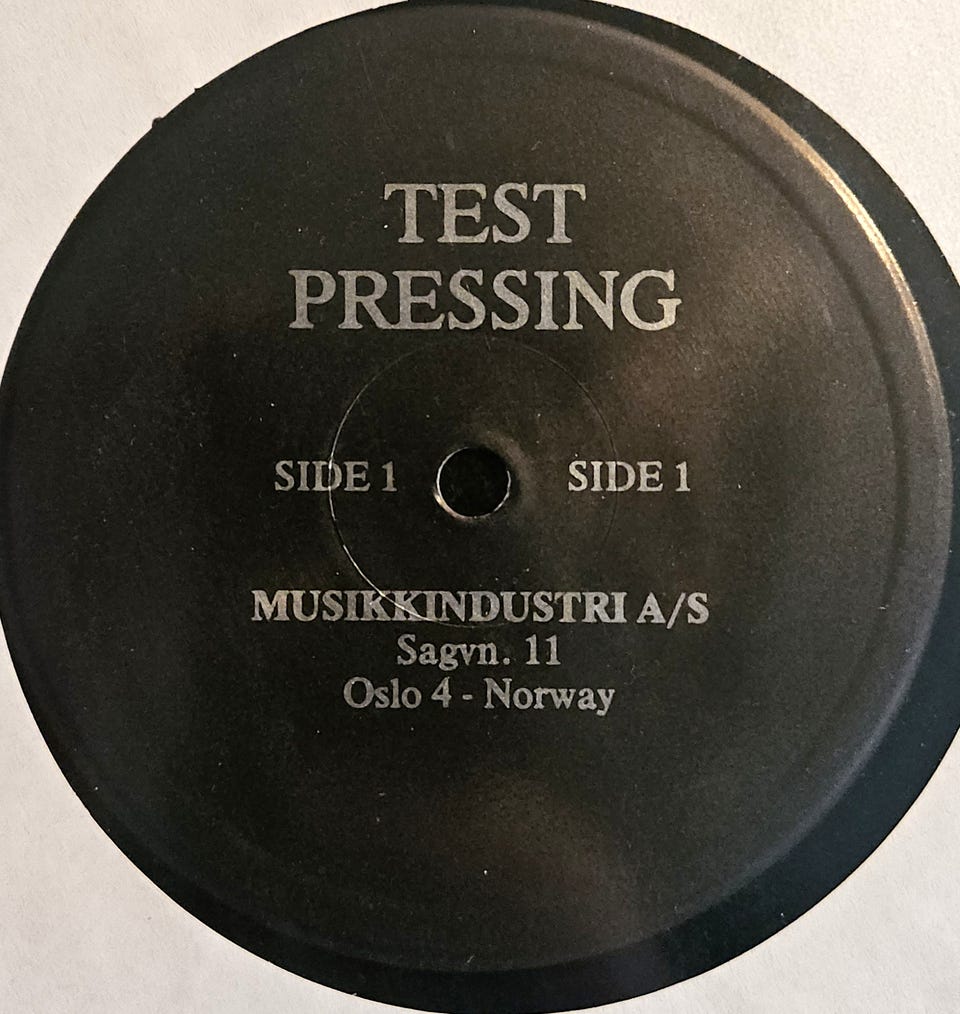 TEST
PRESSING
SIDE 1 SIDE 1
MUSIKKINDUSTRI A/S
Sagvn. 11
Oslo 4 - Norway